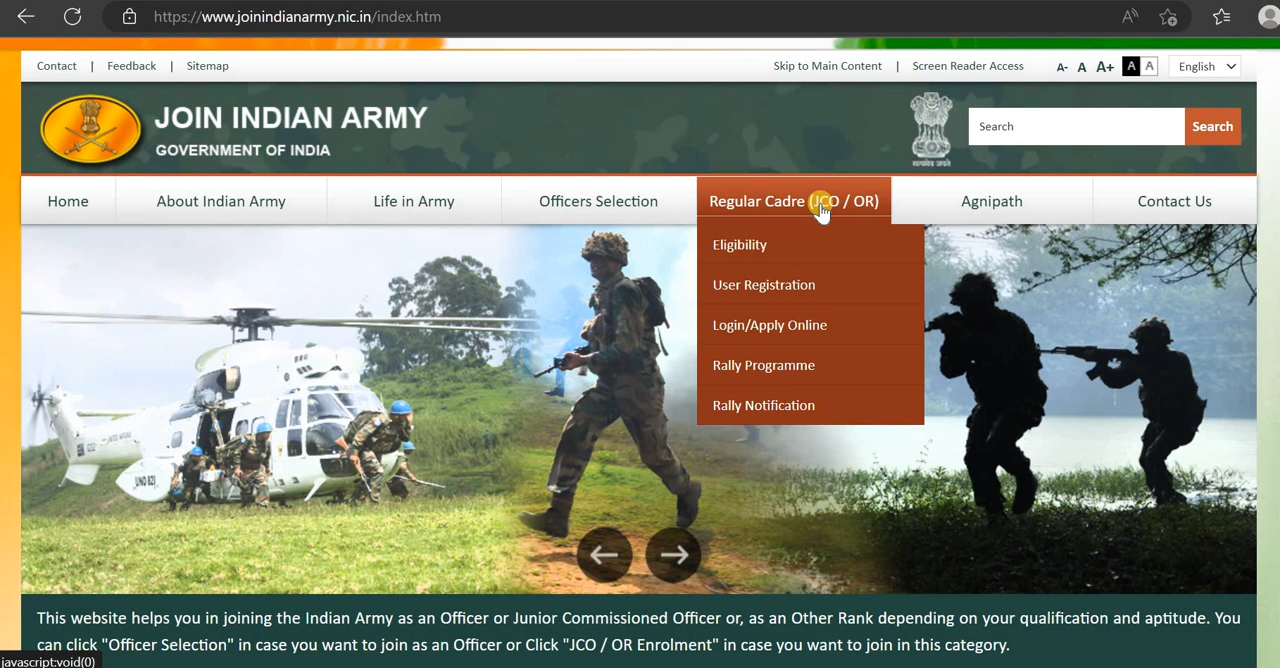 https://www.joinindianarmy.nic.in/index.htm
Contact | Feedback | Sitemap
Skip to Main Content | Screen Reader Access A- A A+ A A English
JOIN INDIAN ARMY
GOVERNMENT OF INDIA
सत्यमेव जयते
Search Search
Home About Indian Army Life in Army Officers Selection Regular Cadre (JCO / OR) Agnipath Contact Us
Eligibility
User Registration
Login/Apply Online
Rally Programme
Rally Notification
This website helps you in joining the Indian Army as an Officer or Junior Commissioned Officer or, as an Other Rank depending on your qualification and aptitude. You
can click "Officer Selection" in case you want to join as an Officer or Click "JCO / OR Enrolment" in case you want to join in this category.
javascript:void(0)